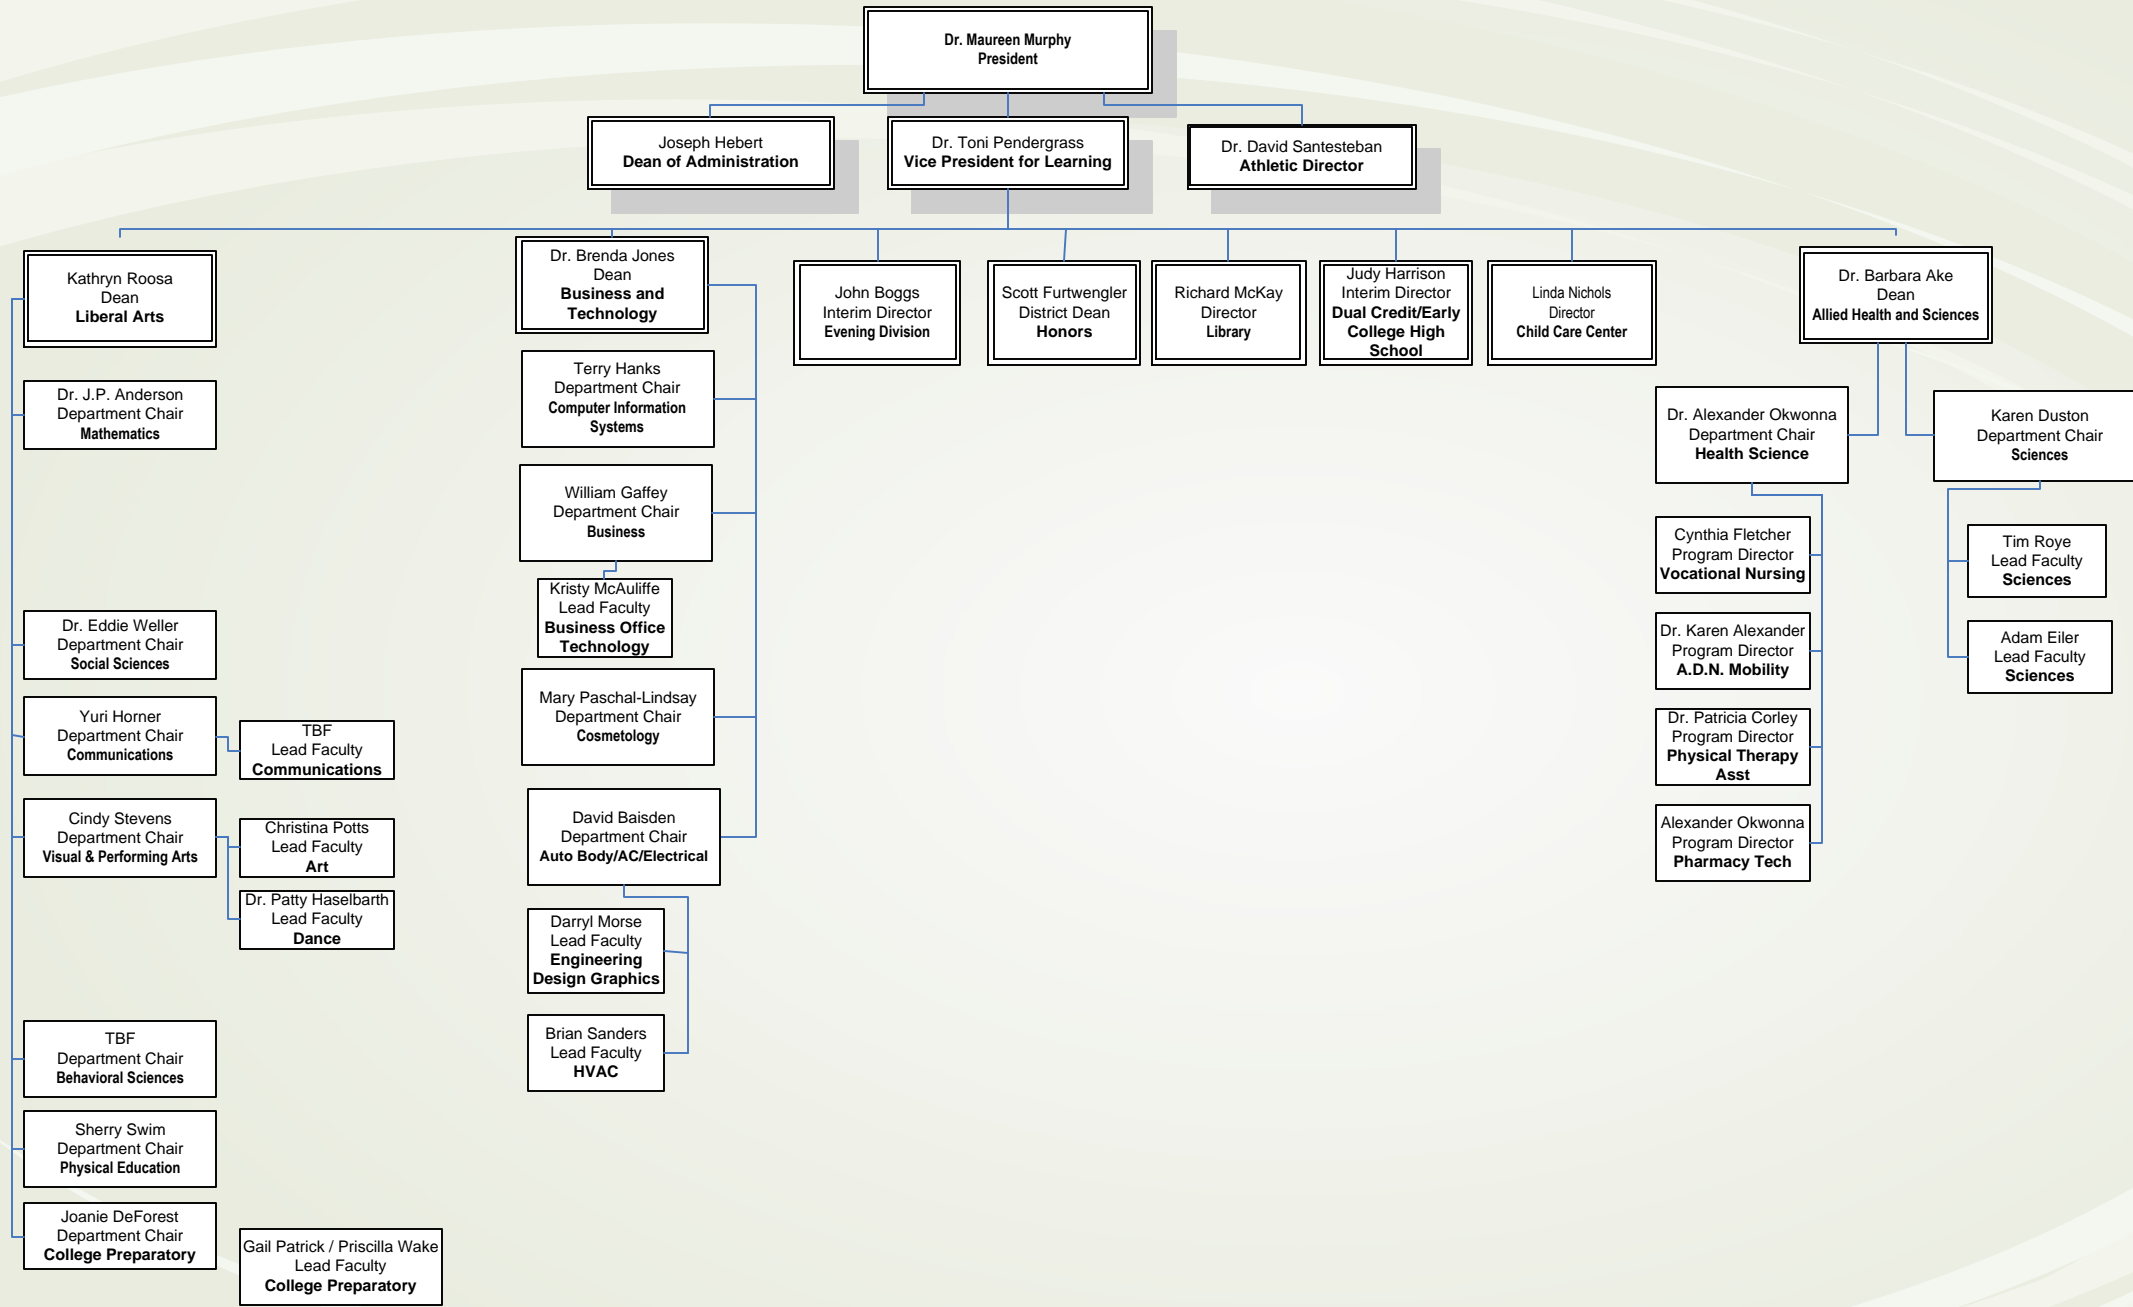 Dr. Maureen Murphy
President
Joseph Hebert
Dean of Administration
Dr. Toni Pendergrass
Vice President for Learning
Dr. David Santesteban
Athletic Director
Kathryn Roosa
Dean
Liberal Arts
Dr. Brenda Jones
Dean
Business and
Technology
John Boggs
Interim Director
Evening Division
Scott Furtwengler
District Dean
Honors
Richard McKay
Director
Library
Judy Harrison
Interim Director
Dual Credit/Early
College High
School
Linda Nichols
Director
Child Care Center
Dr. Barbara Ake
Dean
Allied Health and Sciences
Dr. J.P. Anderson
Department Chair
Mathematics
Dr. Eddie Weller
Department Chair
Social Sciences
Yuri Horner
Department Chair
Communications
TBF
Lead Faculty
Communications
Cindy Stevens
Department Chair
Visual & Performing Arts
Christina Potts
Lead Faculty
Art
Dr. Patty Haselbarth
Lead Faculty
Dance
TBF
Department Chair
Behavioral Sciences
Sherry Swim
Department Chair
Physical Education
Joanie DeForest
Department Chair
College Preparatory
Gail Patrick / Priscilla Wake
Lead Faculty
College Preparatory
Terry Hanks
Department Chair
Computer Information
Systems
William Gaffey
Department Chair
Business
Kristy McAuliffe
Lead Faculty
Business Office
Technology
Mary Paschal-Lindsay
Department Chair
Cosmetology
David Baisden
Department Chair
Auto Body/AC/Electrical
Darryl Morse
Lead Faculty
Engineering
Design Graphics
Brian Sanders
Lead Faculty
HVAC
Dr. Alexander Okwonna
Department Chair
Health Science
Cynthia Fletcher
Program Director
Vocational Nursing
Dr. Karen Alexander
Program Director
A.D.N. Mobility
Dr. Patricia Corley
Program Director
Physical Therapy
Asst
Alexander Okwonna
Program Director
Pharmacy Tech
Karen Duston
Department Chair
Sciences
Tim Roye
Lead Faculty
Sciences
Adam Eiler
Lead Faculty
Sciences